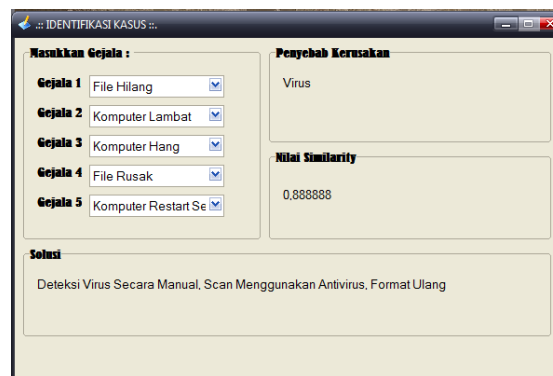 .:: IDENTIFIKASI KASUS ::.
Masukkan Gejala :
Gejala 1 File Hilang
Gejala 2 Komputer Lambat
Gejala 3 Komputer Hang
Gejala 4 File Rusak
Gejala 5 Komputer Restart Se
Penyebab Kerusakan
Virus
Nilai Similarity
0,888888
Solusi
Deteksi Virus Secara Manual, Scan Menggunakan Antivirus, Format Ulang